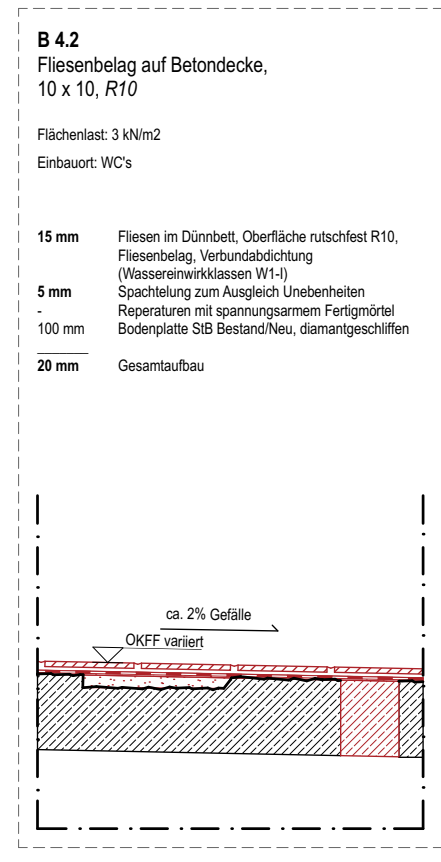 B 4.2
Fliesenbelag auf Betondecke,
10 x 10, R10
Flächenlast: 3 kN/m2
Einbauort: WC's
15 mm Fliesen im Dünnbett, Oberfläche rutschfest R10,
Fliesenbelag, Verbundabdichtung
(Wassereinwirkklassen W1-I)
5 mm Spachtelung zum Ausgleich Unebenheiten
- Reperaturen mit spannungsarmem Fertigmörtel
100 mm Bodenplatte StB Bestand/Neu, diamantgeschliffen
20 mm Gesamtaufbau
ca. 2% Gefälle
OKFF variiert